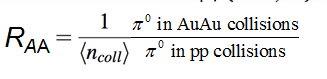 R_AA = 1/⟨n_coll⟩ π⁰ in AuAu collisions / π⁰ in pp collisions